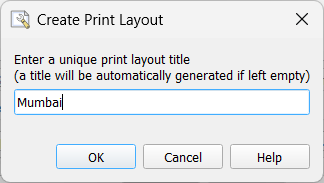 Create Print Layout
Enter a unique print layout title
(a title will be automatically generated if left empty)
Mumbai
OK
Cancel
Help